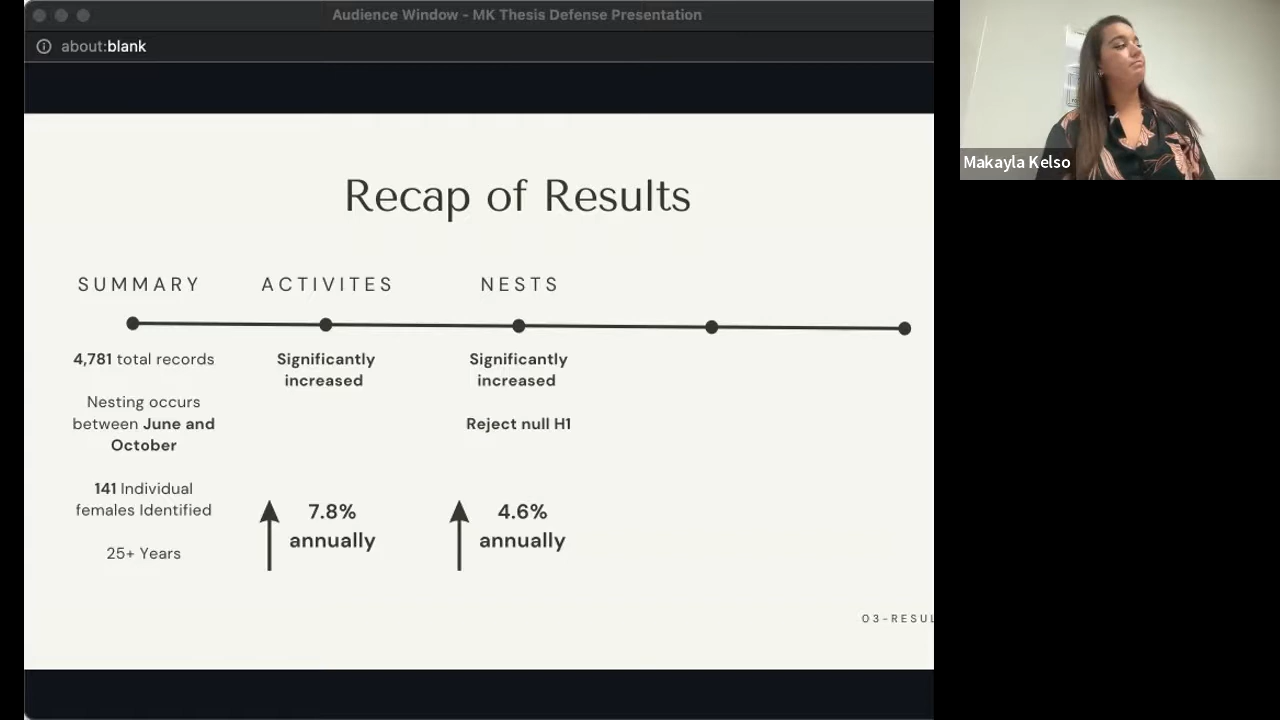 Audience Window - MK Thesis Defense Presentation
about:blank
Recap of Results
SUMMARY
4,781 total records
Nesting occurs
between June and
October
141 Individual
females Identified
25+ Years
ACTIVITES
Significantly
increased
7.8%
annually
NESTS
Significantly
increased
Reject null H1
4.6%
annually
03-RESUL
Makayla Kelso